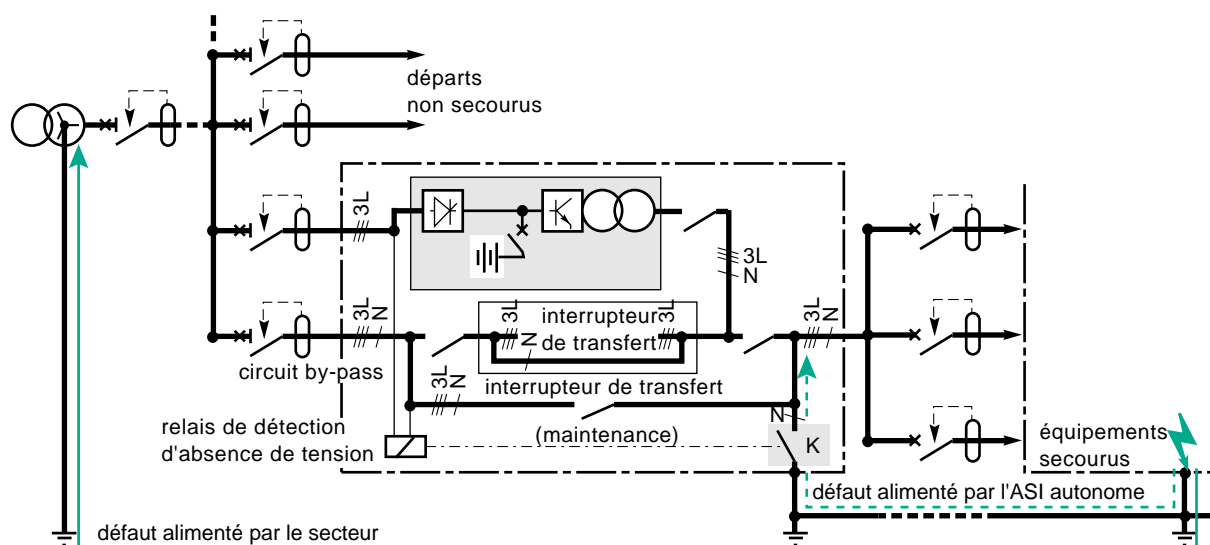 départs
non secourus
3L
3L
N
3L
N
interrupteur
de transfert
3L
N
3L
3L
N
circuit by-pass
interrupteur de transfert
3L
N
(maintenance)
N
K
relais de détection
d'absence de tension
équipements
secourus
défaut alimenté par l'ASI autonome
défaut alimenté par le secteur